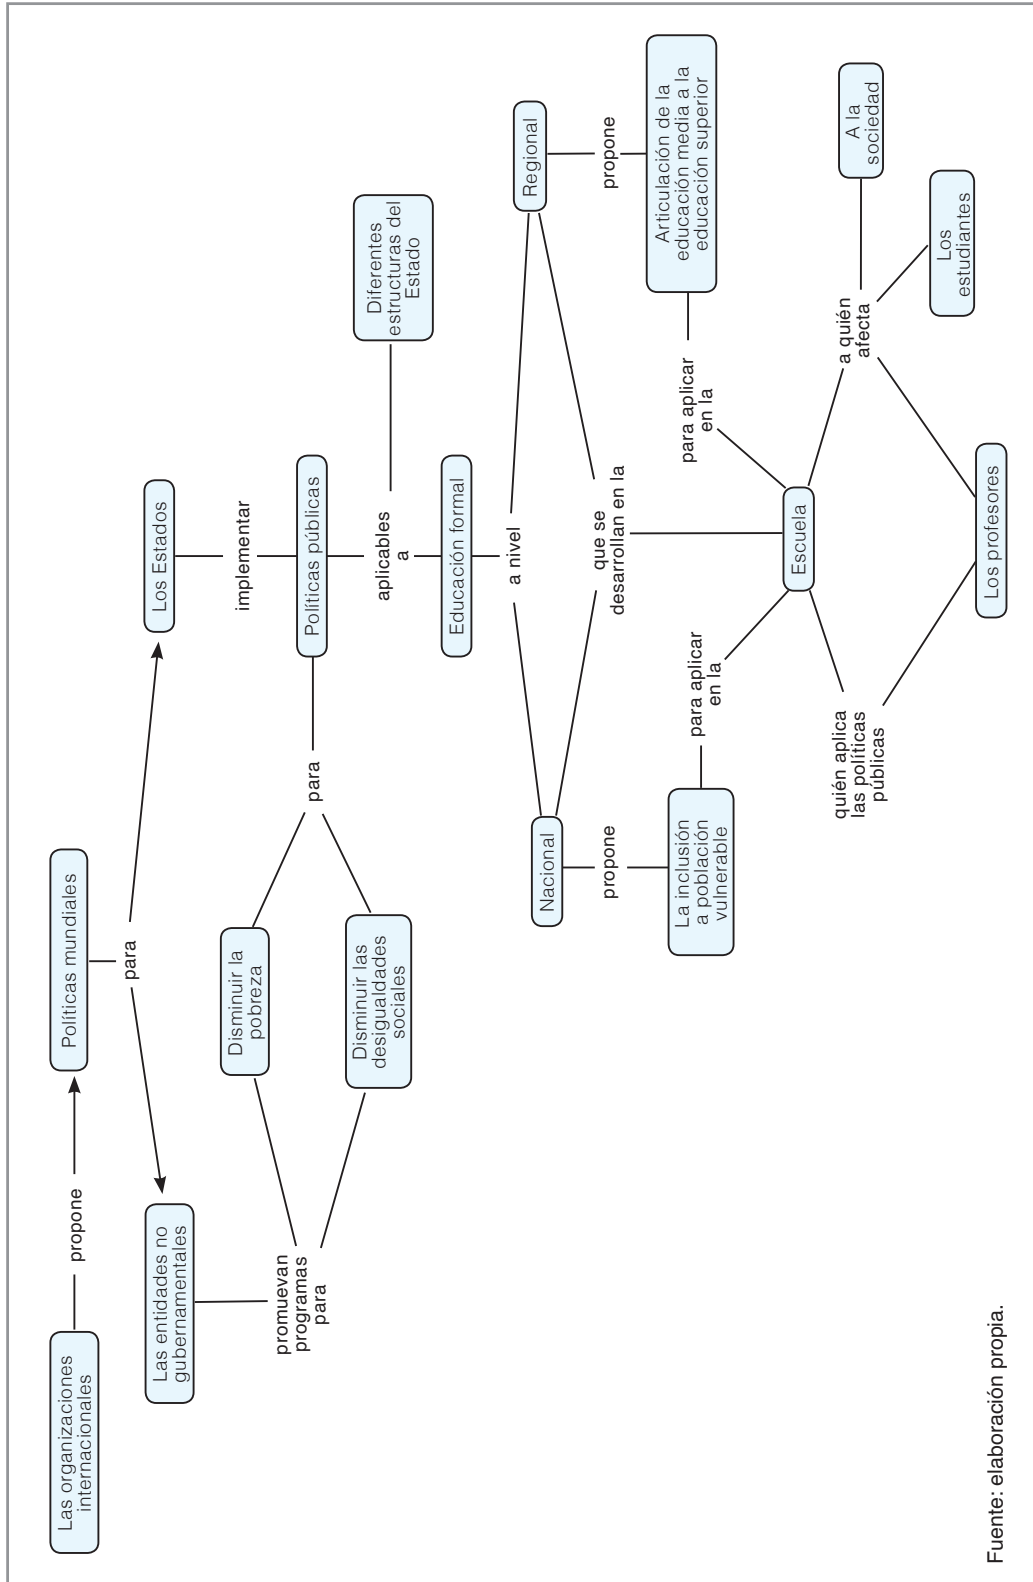 Las organizaciones
internacionales
propone
Políticas mundiales
para
Las entidades no
gubernamentales
Los Estados
promuevan
programas
para
implementar
Disminuir la
pobreza
Disminuir las
desigualdades
sociales
para
Políticas públicas
aplicables
a
Diferentes
estructuras del
Estado
Educación formal
a nivel
Nacional
Regional
propone
que se
desarrollan en la
propone
La inclusión
a población
vulnerable
para aplicar
en la
para aplicar
en la
Articulación de la
educación media a la
educación superior
Escuela
quién aplica
las políticas
públicas
a quién
afecta
A la
sociedad
Los
estudiantes
Los profesores
Fuente: elaboración propia.